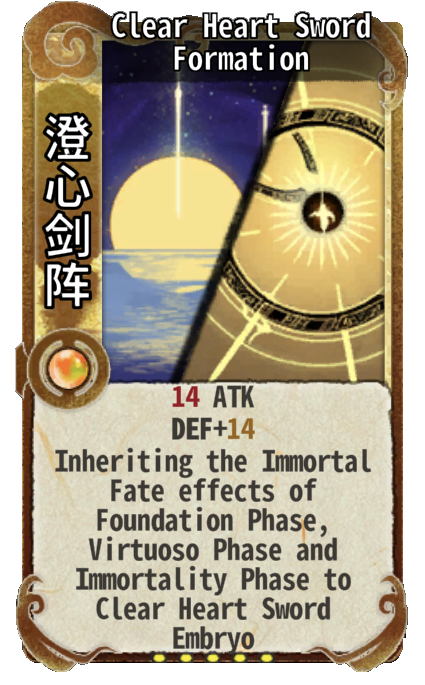 Clear Heart Sword
Formation
澄心剑阵
14 ATK
DEF+14
Inheriting the Immortal
Fate effects of
Foundation Phase,
Virtuoso Phase and
Immortality Phase to
Clear Heart Sword
Embryo